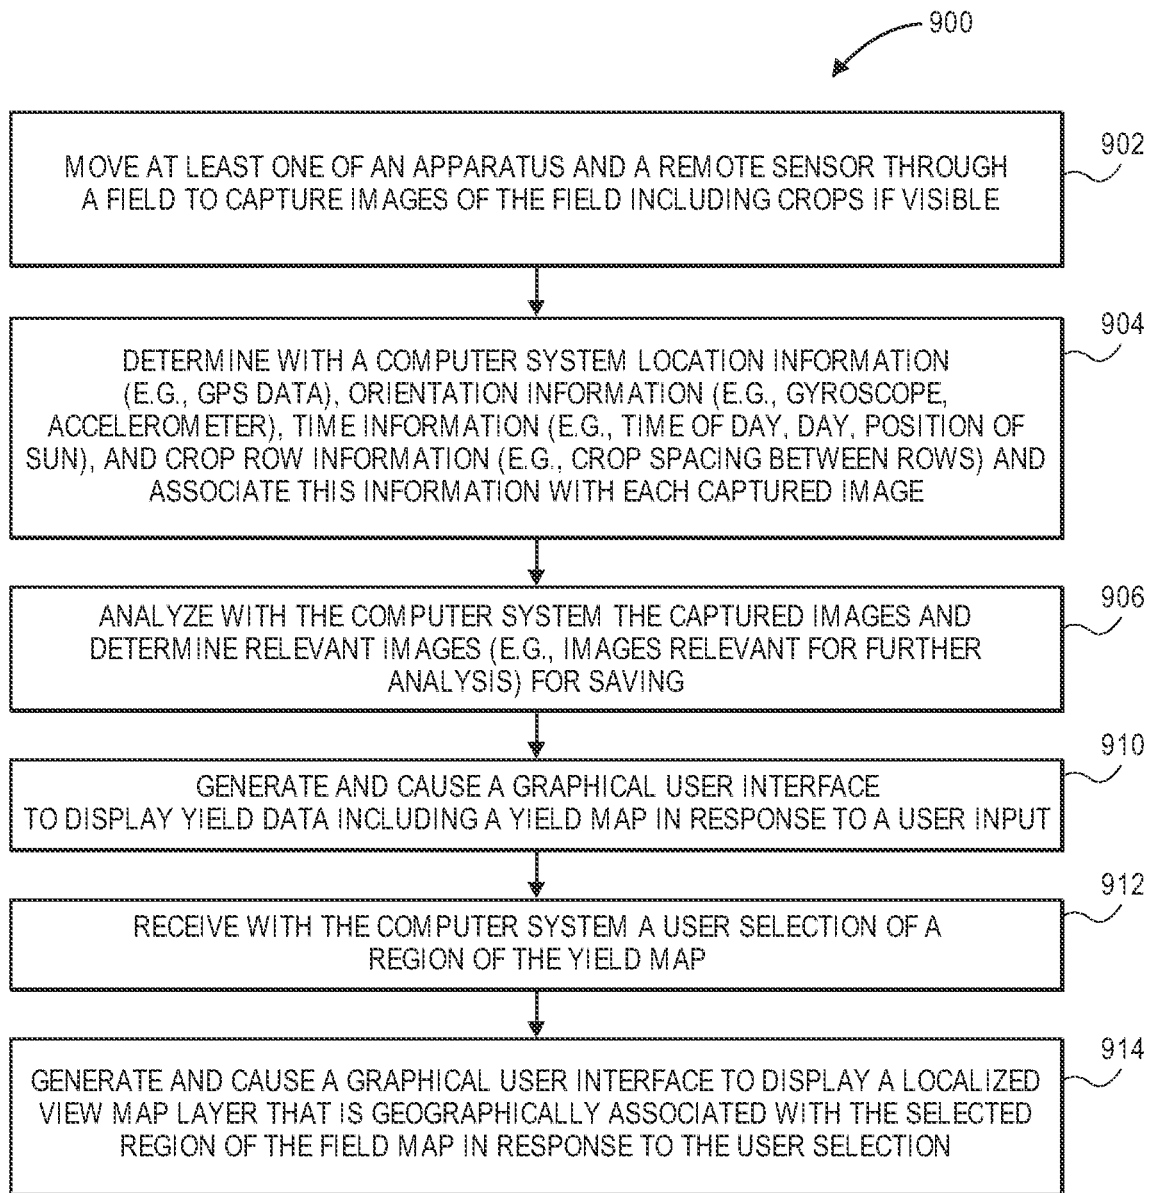 900
902
MOVE AT LEAST ONE OF AN APPARATUS AND A REMOTE SENSOR THROUGH
A FIELD TO CAPTURE IMAGES OF THE FIELD INCLUDING CROPS IF VISIBLE
904
DETERMINE WITH A COMPUTER SYSTEM LOCATION INFORMATION
(E.G., GPS DATA), ORIENTATION INFORMATION (E.G., GYROSCOPE,
ACCELEROMETER), TIME INFORMATION (E.G., TIME OF DAY, DAY, POSITION OF
SUN), AND CROP ROW INFORMATION (E.G., CROP SPACING BETWEEN ROWS) AND
ASSOCIATE THIS INFORMATION WITH EACH CAPTURED IMAGE
906
ANALYZE WITH THE COMPUTER SYSTEM THE CAPTURED IMAGES AND
DETERMINE RELEVANT IMAGES (E.G., IMAGES RELEVANT FOR FURTHER
ANALYSIS) FOR SAVING
910
GENERATE AND CAUSE A GRAPHICAL USER INTERFACE
TO DISPLAY YIELD DATA INCLUDING A YIELD MAP IN RESPONSE TO A USER INPUT
912
RECEIVE WITH THE COMPUTER SYSTEM A USER SELECTION OF A
REGION OF THE YIELD MAP
914
GENERATE AND CAUSE A GRAPHICAL USER INTERFACE TO DISPLAY A LOCALIZED
VIEW MAP LAYER THAT IS GEOGRAPHICALLY ASSOCIATED WITH THE SELECTED
REGION OF THE FIELD MAP IN RESPONSE TO THE USER SELECTION